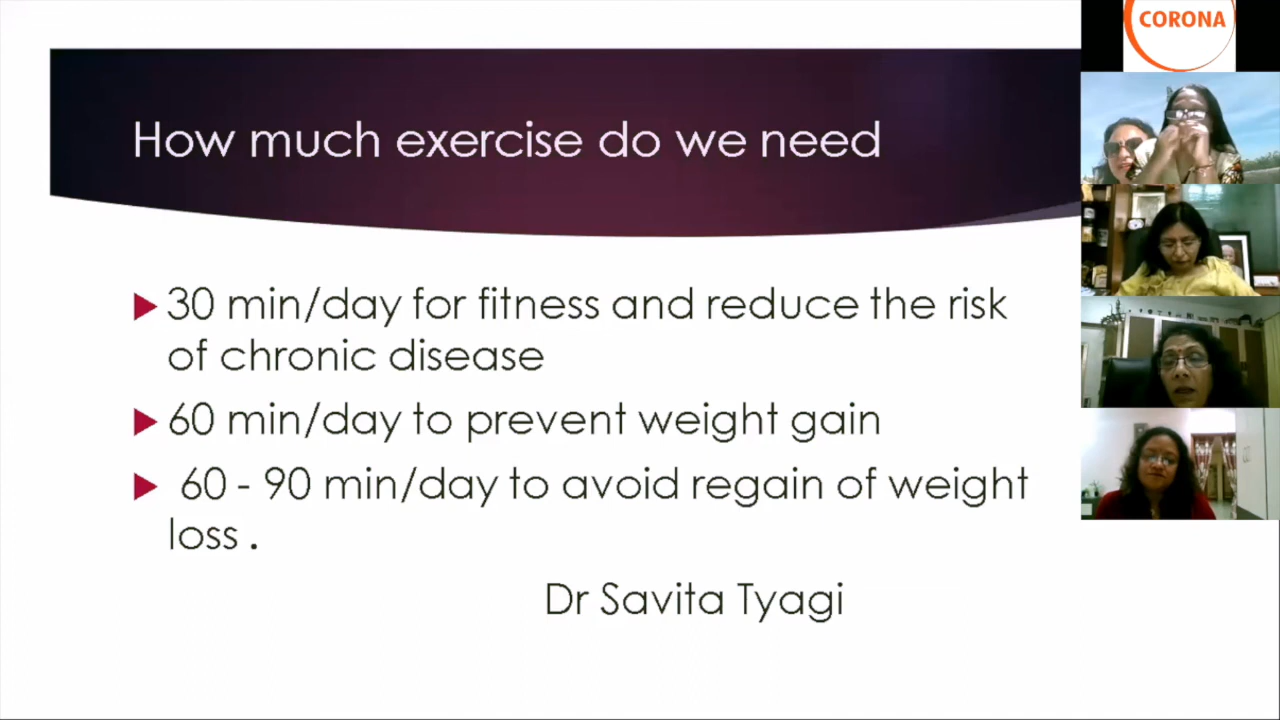 How much exercise do we need
30 min/day for fitness and reduce the risk
of chronic disease
60 min/day to prevent weight gain
60 - 90 min/day to avoid regain of weight
loss .
Dr Savita Tyagi
CORONA